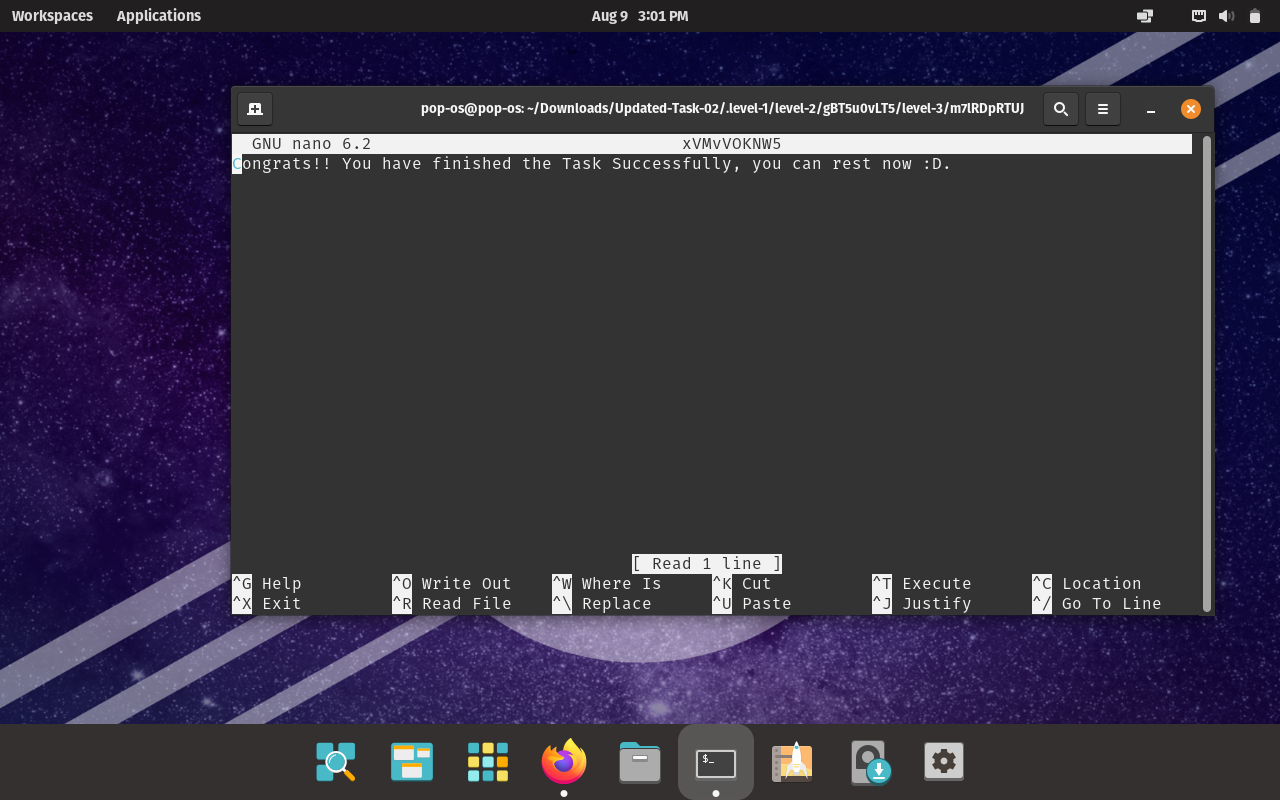 Workspaces Applications Aug 9 3:01 PM
pop-os@pop-os: ~/Downloads/Updated-Task-02/.level-1/level-2/gBT5u0vLT5/level-3/m7lRDpRTUJ
GNU nano 6.2 xVMvVOKNW5
Congrats!! You have finished the Task Successfully, you can rest now :D.
[ Read 1 line ]
^G Help ^O Write Out ^W Where Is ^K Cut ^T Execute ^C Location
^X Exit ^R Read File ^\ Replace ^U Paste ^J Justify ^/ Go To Line
$_